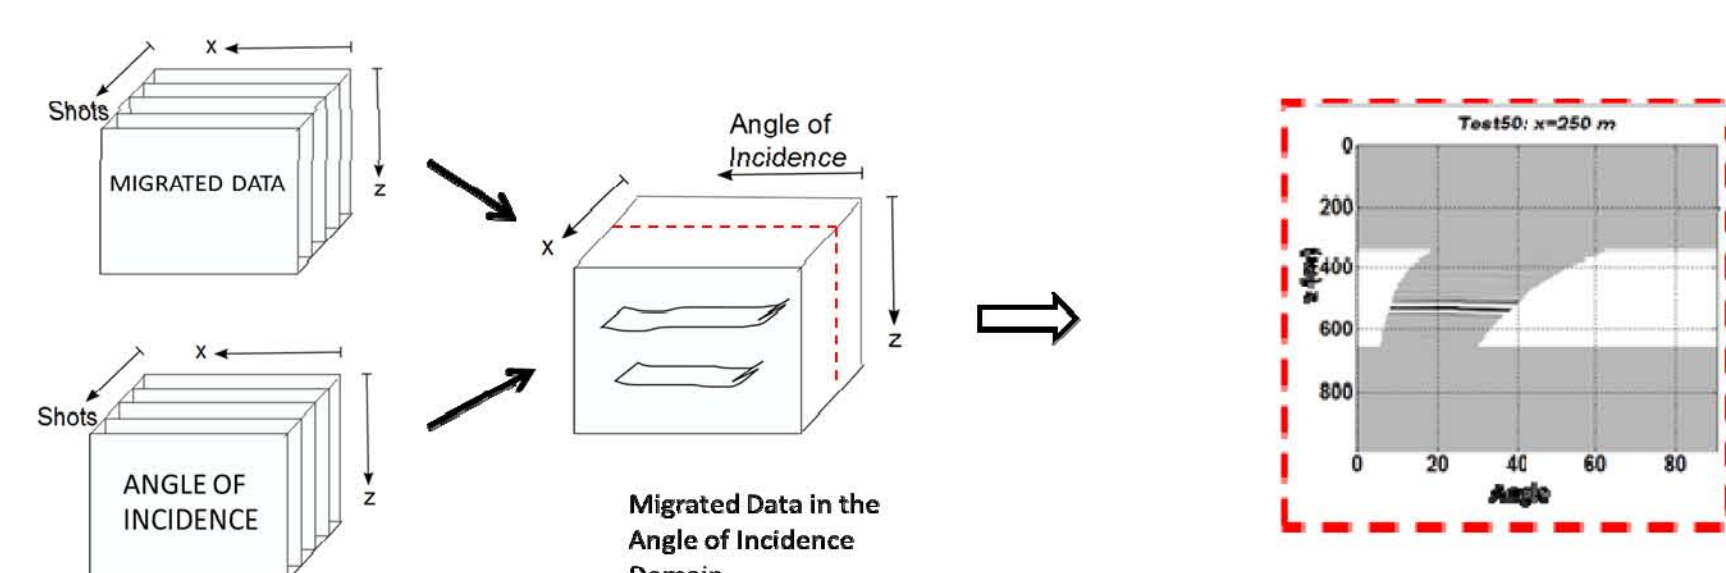 X
Shots
MIGRATED DATA
Z
X
Shots
ANGLE OF
INCIDENCE
Z
Angle of
Incidence
X
Z
Migrated Data in the
Angle of Incidence
Domain
Test50: x=250 m
0
200
400
600
800
z (m)
0 20 40 60 80
Angle